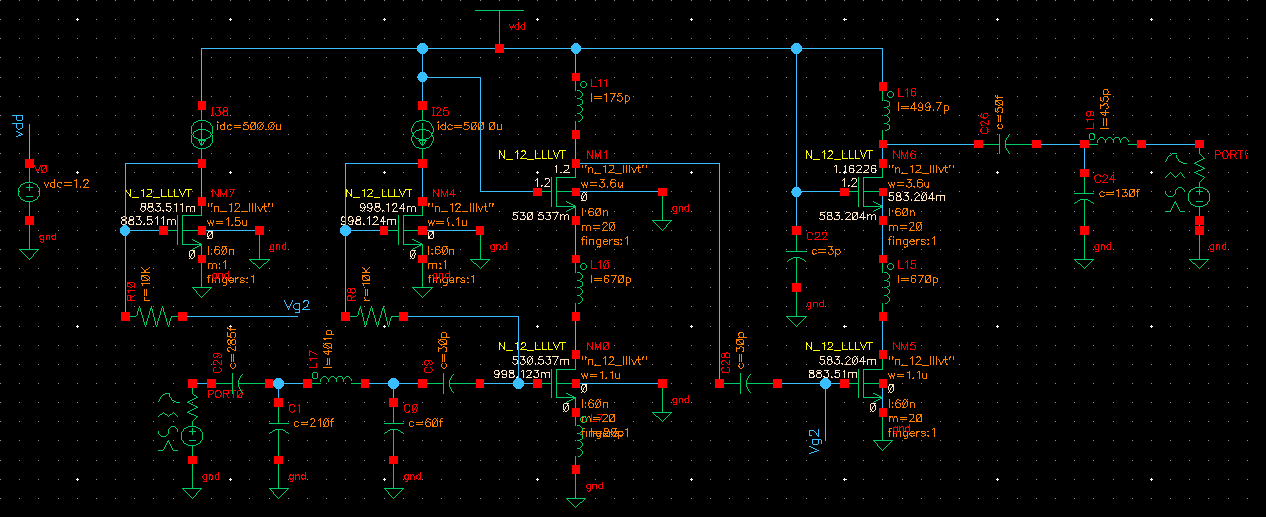 vdd
vdd
V0
vdc=1.2
gnd
I38
idc=500.0u
N_12_LLLVT
NM7
883.511m
"n_12_lllvt"
883.511m
w=1.5u
0
l:60n
0
m:1
gnd
fingers:1
gnd
R10
r=10K
Vg2
I25
idc=500.0u
N_12_LLLVT
NM4
998.124m
"n_12_lllvt"
998.124m
w=1.1u
0
l:60n
0
m:1
gnd
fingers:1
gnd
R8
r=10K
L11
l=175p
N_12_LLLVT
NM1
1.2
"n_12_lllvt"
1.2
w=3.6u
0
l:60n
530.537m
m=20
fingers:1
gnd
L10
l=670p
N_12_LLLVT
NM0
530.537m
"n_12_lllvt"
998.123m
w=1.1u
0
l:60n
0
m=20
gnd
gnd
PORT0
C29
c=285f
L17
l=401p
C9
c=30p
C1
c=210f
C0
c=60f
gnd
gnd
gnd
L16
l=499.7p
N_12_LLLVT
NM6
1.16226
"n_12_lllvt"
1.2
w=3.6u
583.204m
0
l:60n
583.204m
m=20
fingers:1
C22
c=3p
gnd
L15
l=670p
C28
c=30p
N_12_LLLVT
NM5
583.204m
"n_12_lllvt"
883.51m
w=1.1u
0
l:60n
0
m=20
gnd
fingers:1
Vg2
C26
c=50f
L19
l=435p
C24
c=130f
gnd
gnd